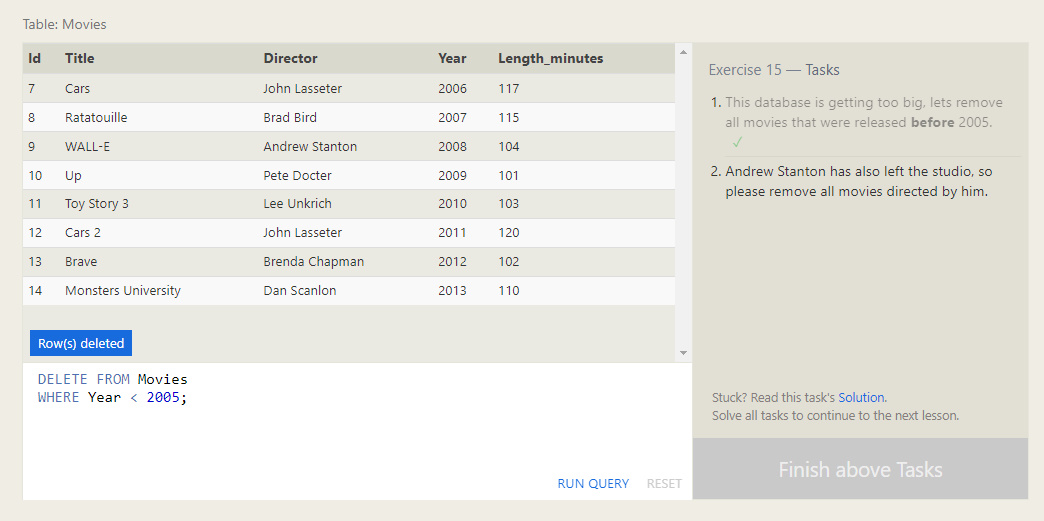 Table: Movies
Id Title Director Year Length_minutes
7 Cars John Lasseter 2006 117
8 Ratatouille Brad Bird 2007 115
9 WALL-E Andrew Stanton 2008 104
10 Up Pete Docter 2009 101
11 Toy Story 3 Lee Unkrich 2010 103
12 Cars 2 John Lasseter 2011 120
13 Brave Brenda Chapman 2012 102
14 Monsters University Dan Scanlon 2013 110
Row(s) deleted
DELETE FROM Movies
WHERE Year < 2005;
RUN QUERY RESET
Exercise 15 — Tasks
1. This database is getting too big, lets remove
all movies that were released before 2005.
✓
2. Andrew Stanton has also left the studio, so
please remove all movies directed by him.
Stuck? Read this task's Solution.
Solve all tasks to continue to the next lesson.
Finish above Tasks